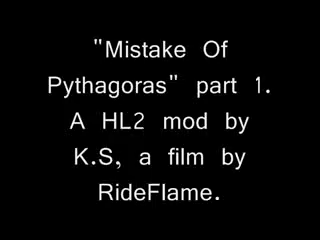 "Mistake Of
Pythagoras" part 1.
A HL2 mod by
K.S, a film by
RideFlame.